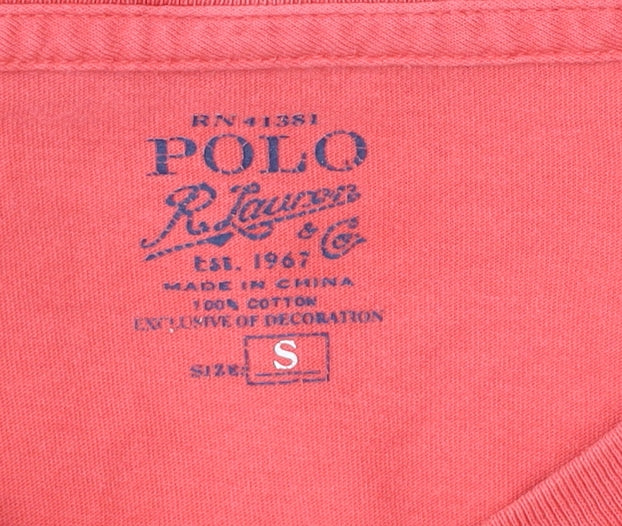 RN 41381
POLO
R. Lauren
& Co.
EST. 1967
MADE IN CHINA
100% COTTON
EXCLUSIVE OF DECORATION
SIZE: S